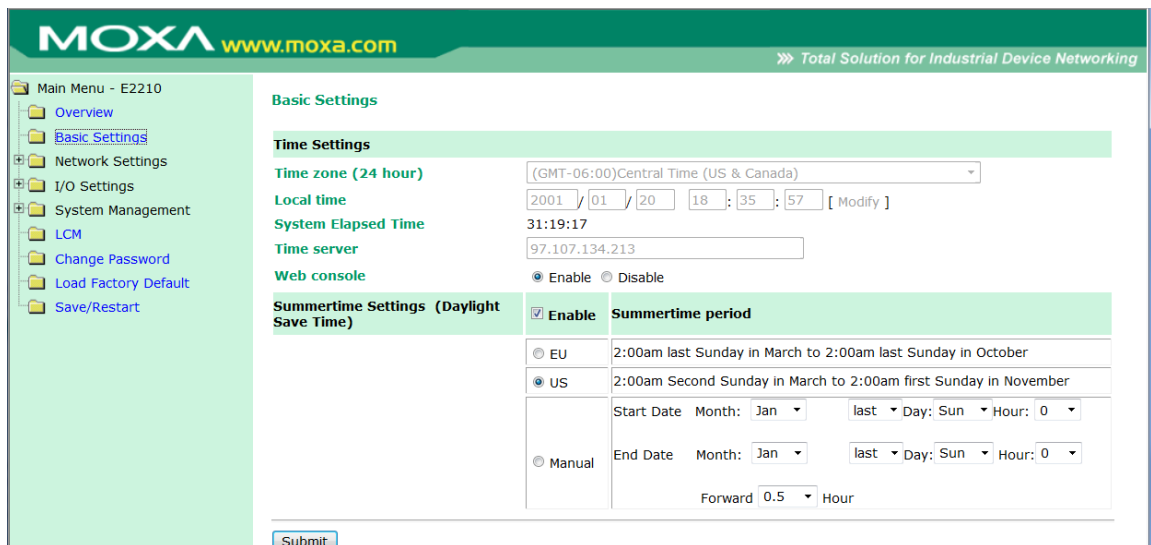 MOXA www.moxa.com
Total Solution for Industrial Device Networking
Main Menu - E2210
Overview
Basic Settings
Network Settings
I/O Settings
System Management
LCM
Change Password
Load Factory Default
Save/Restart
Basic Settings
Time Settings
Time zone (24 hour) (GMT-06:00)Central Time (US & Canada)
Local time 2001 / 01 / 20 18 : 35 : 57 [ Modify ]
System Elapsed Time 31:19:17
Time server 97.107.134.213
Web console Enable Disable
Summertime Settings (Daylight
Save Time) Enable Summertime period
EU 2:00am last Sunday in March to 2:00am last Sunday in October
US 2:00am Second Sunday in March to 2:00am first Sunday in November
Manual
Start Date Month: Jan last Day: Sun Hour: 0
End Date Month: Jan last Day: Sun Hour: 0
Forward 0.5 Hour
Submit